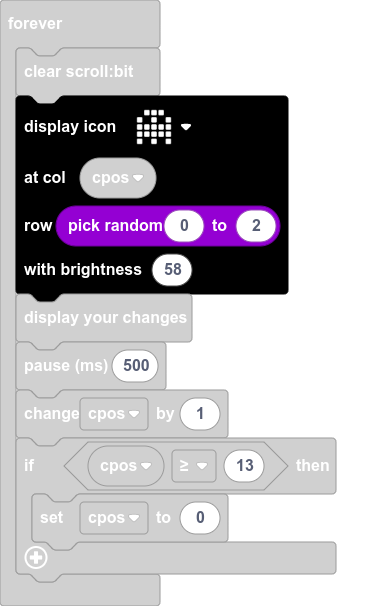 forever
clear scroll:bit
display icon
at col cpos
row pick random 0 to 2
with brightness 58
display your changes
pause (ms) 500
change cpos by 1
if cpos ≥ 13 then
set cpos to 0